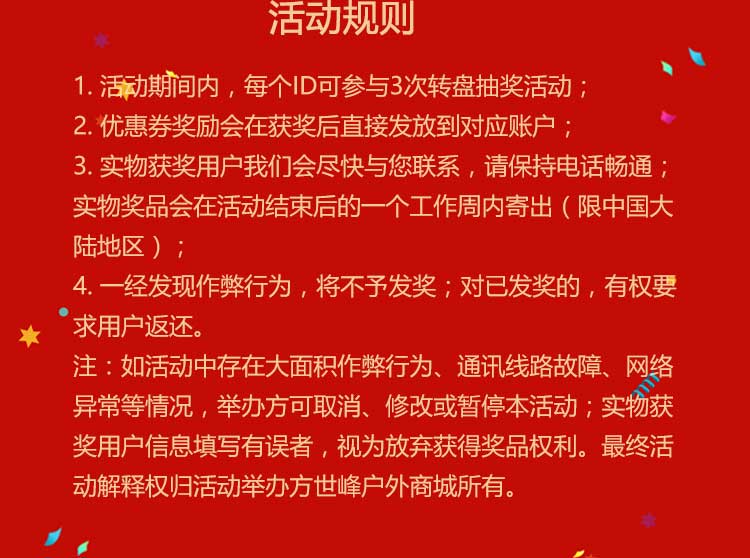 活动规则
1. 活动期间内，每个ID可参与3次转盘抽奖活动；
2. 优惠券奖励会在获奖后直接发放到对应账户；
3. 实物获奖用户我们会尽快与您联系，请保持电话畅通；
实物奖品会在活动结束后的一个工作周内寄出（限中国大
陆地区）；
4. 一经发现作弊行为，将不予发奖；对已发奖的，有权要
求用户返还。
注：如活动中存在大面积作弊行为、通讯线路故障、网络
异常等情况，举办方可取消、修改或暂停本活动；实物获
奖用户信息填写有误者，视为放弃获得奖品权利。最终活
动解释权归活动举办方世峰户外商城所有。